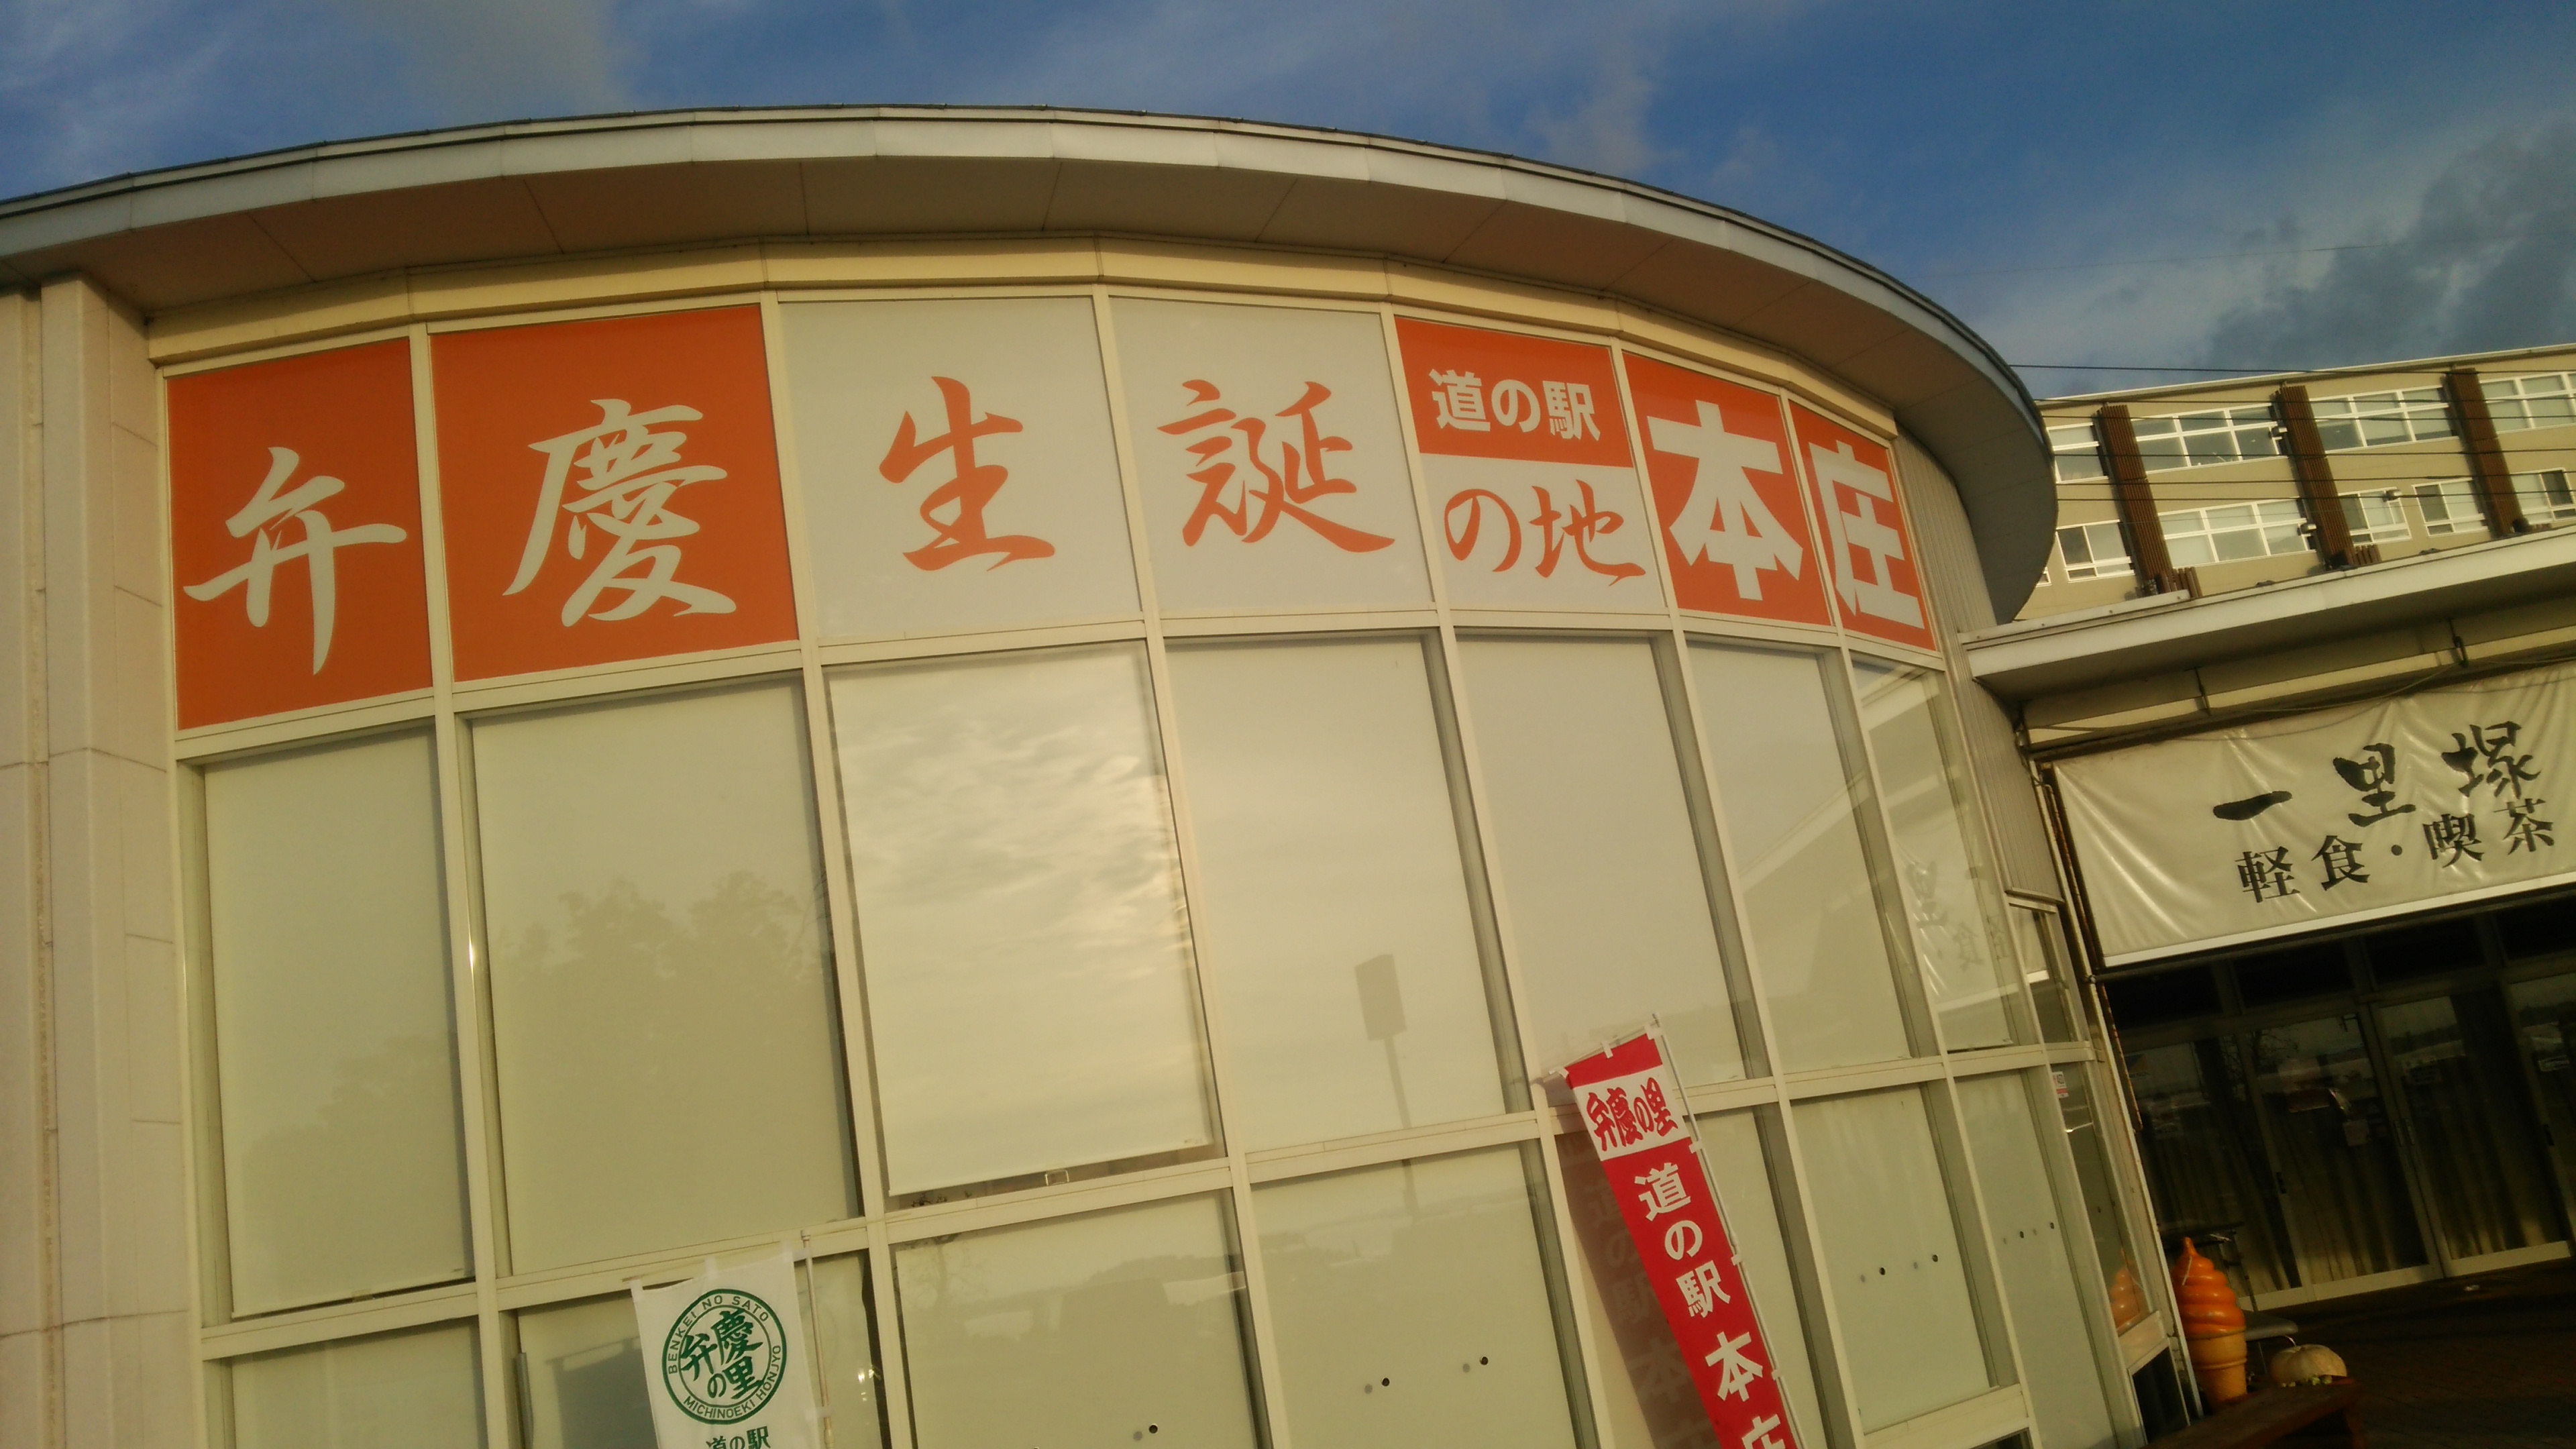 弁慶生誕の地
道の駅
本庄
一里塚
軽食・喫茶
弁慶の里
道の駅 本庄
BENKEI NO SATO
弁慶の里
MICHINOEKI HONJYO
道の駅